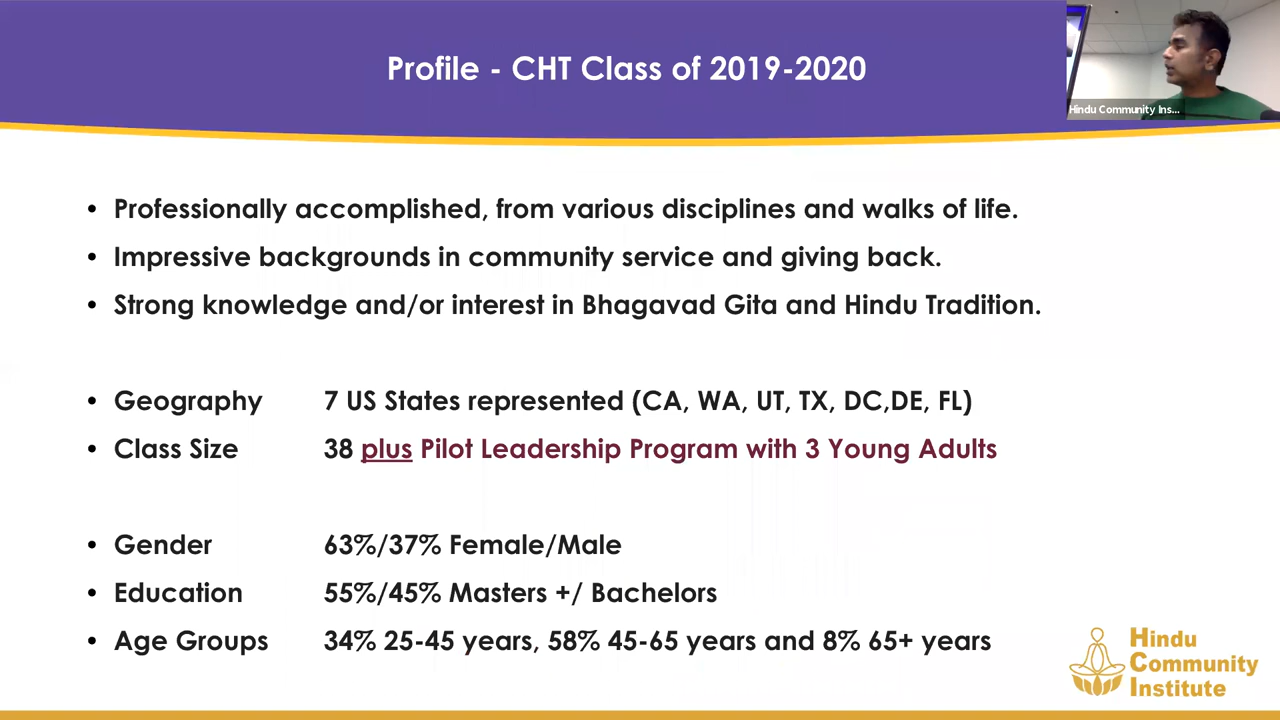 Profile - CHT Class of 2019-2020
Hindu Community Ins...
• Professionally accomplished, from various disciplines and walks of life.
• Impressive backgrounds in community service and giving back.
• Strong knowledge and/or interest in Bhagavad Gita and Hindu Tradition.
• Geography 7 US States represented (CA, WA, UT, TX, DC,DE, FL)
• Class Size 38 plus Pilot Leadership Program with 3 Young Adults
• Gender 63%/37% Female/Male
• Education 55%/45% Masters +/ Bachelors
• Age Groups 34% 25-45 years, 58% 45-65 years and 8% 65+ years
Hindu
Community
Institute